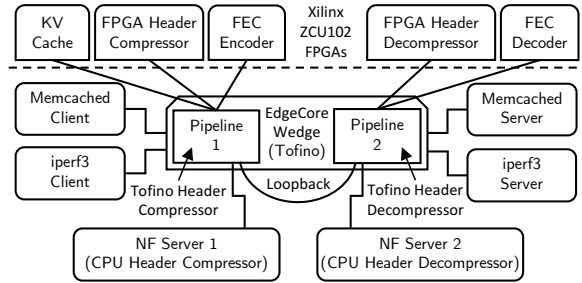 KV
Cache
FPGA Header
Compressor
FEC
Encoder
Xilinx
ZCU102
FPGAs
FPGA Header
Decompressor
FEC
Decoder
Memcached
Client
iperf3
Client
Pipeline
1
EdgeCore
Wedge
(Tofino)
Pipeline
2
Memcached
Server
iperf3
Server
Tofino Header
Compressor
Loopback
Tofino Header
Decompressor
NF Server 1
(CPU Header Compressor)
NF Server 2
(CPU Header Decompressor)